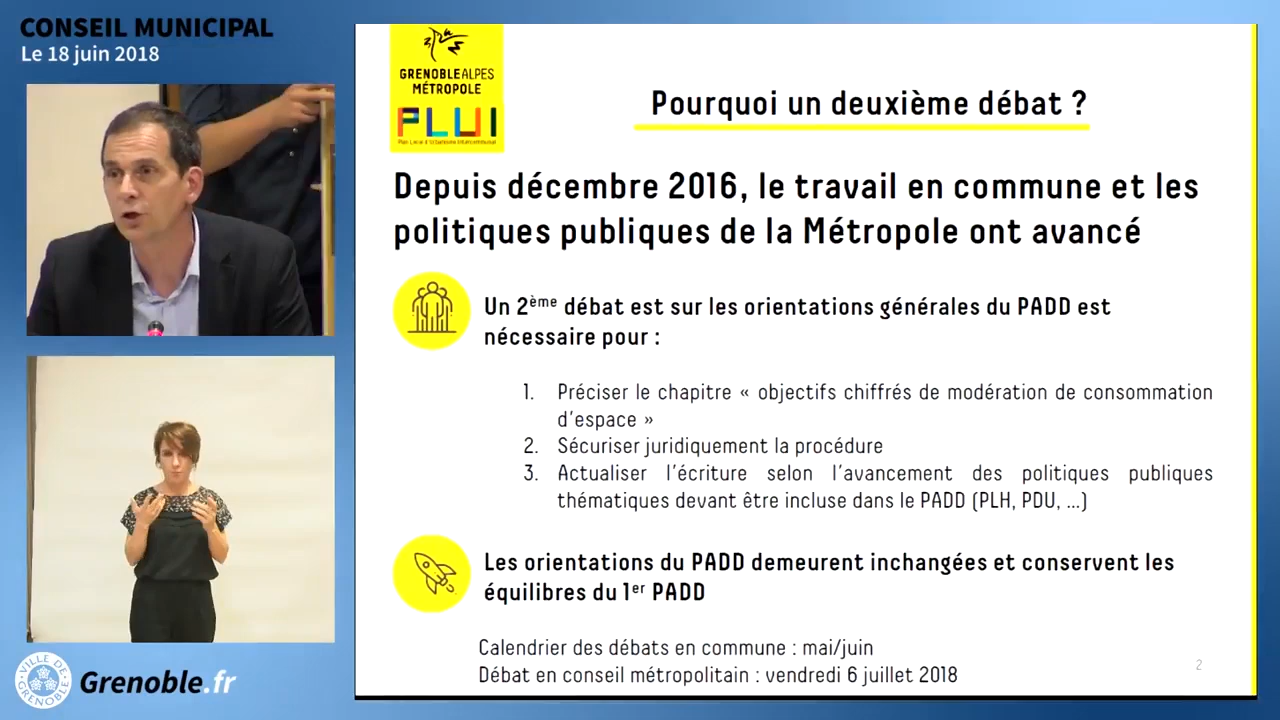 CONSEIL MUNICIPAL
Le 18 juin 2018
GRENOBLEALPES
MÉTROPOLE
PLUI
Plan Local d'Urbanisme Intercommunal
Pourquoi un deuxième débat ?
Depuis décembre 2016, le travail en commune et les
politiques publiques de la Métropole ont avancé
Un 2ème débat est sur les orientations générales du PADD est
nécessaire pour :
1. Préciser le chapitre « objectifs chiffrés de modération de consommation
d'espace »
2. Sécuriser juridiquement la procédure
3. Actualiser l'écriture selon l'avancement des politiques publiques
thématiques devant être incluse dans le PADD (PLH, PDU, ...)
Les orientations du PADD demeurent inchangées et conservent les
équilibres du 1er PADD
Calendrier des débats en commune : mai/juin
Débat en conseil métropolitain : vendredi 6 juillet 2018
2
VILLE DE
GRENOBLE
Grenoble.fr